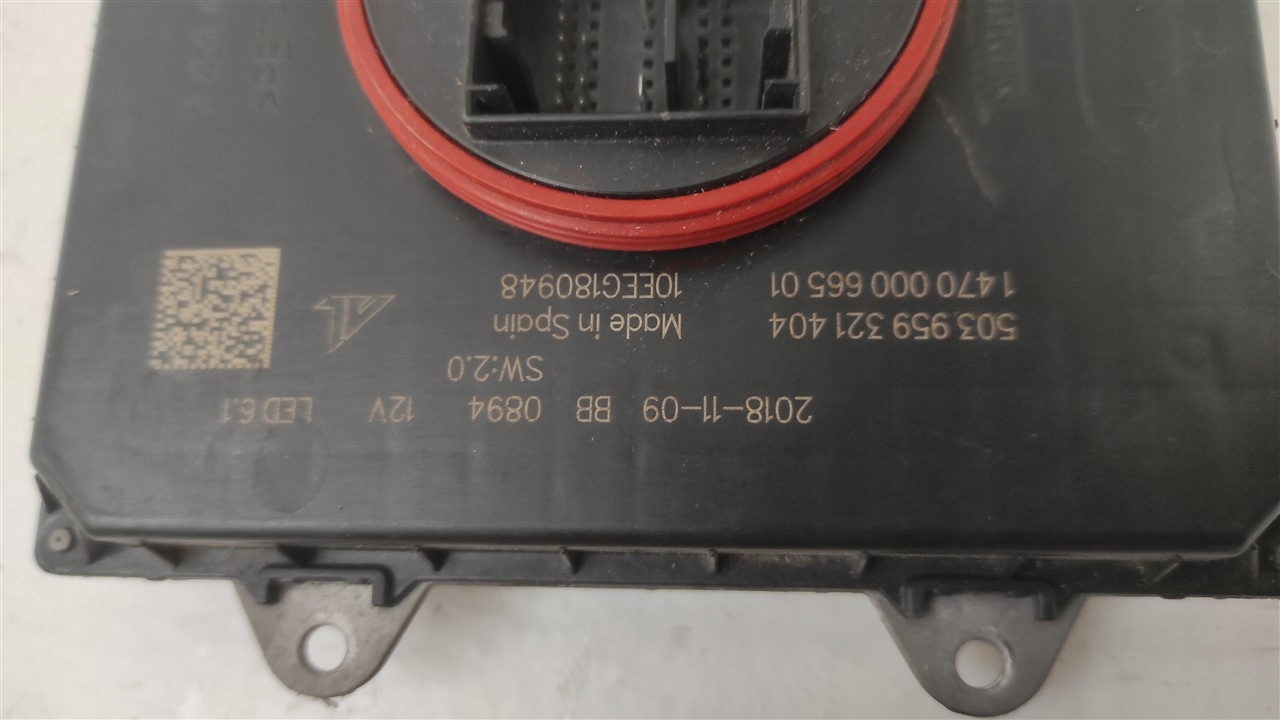 2018-11-09 BB 0894 12V LED 6.1
SW:2.0
503.959 321 404 Made in Spain
1 470 000 665 01 10EEG180948